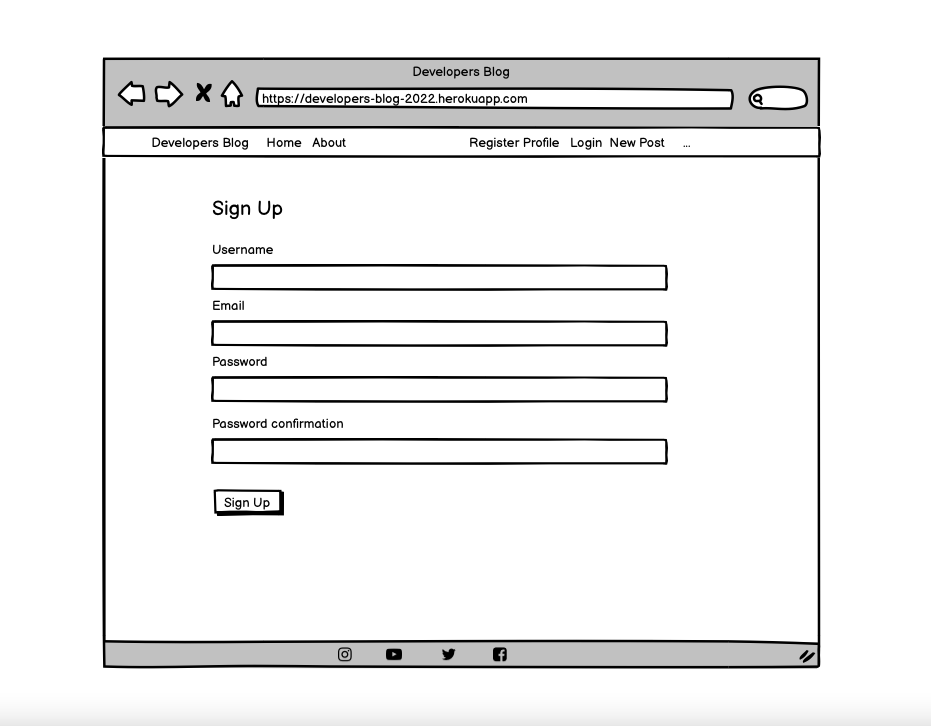 Developers Blog
https://developers-blog-2022.herokuapp.com
Developers Blog Home About Register Profile Login New Post ...
Sign Up
Username
Email
Password
Password confirmation
Sign Up